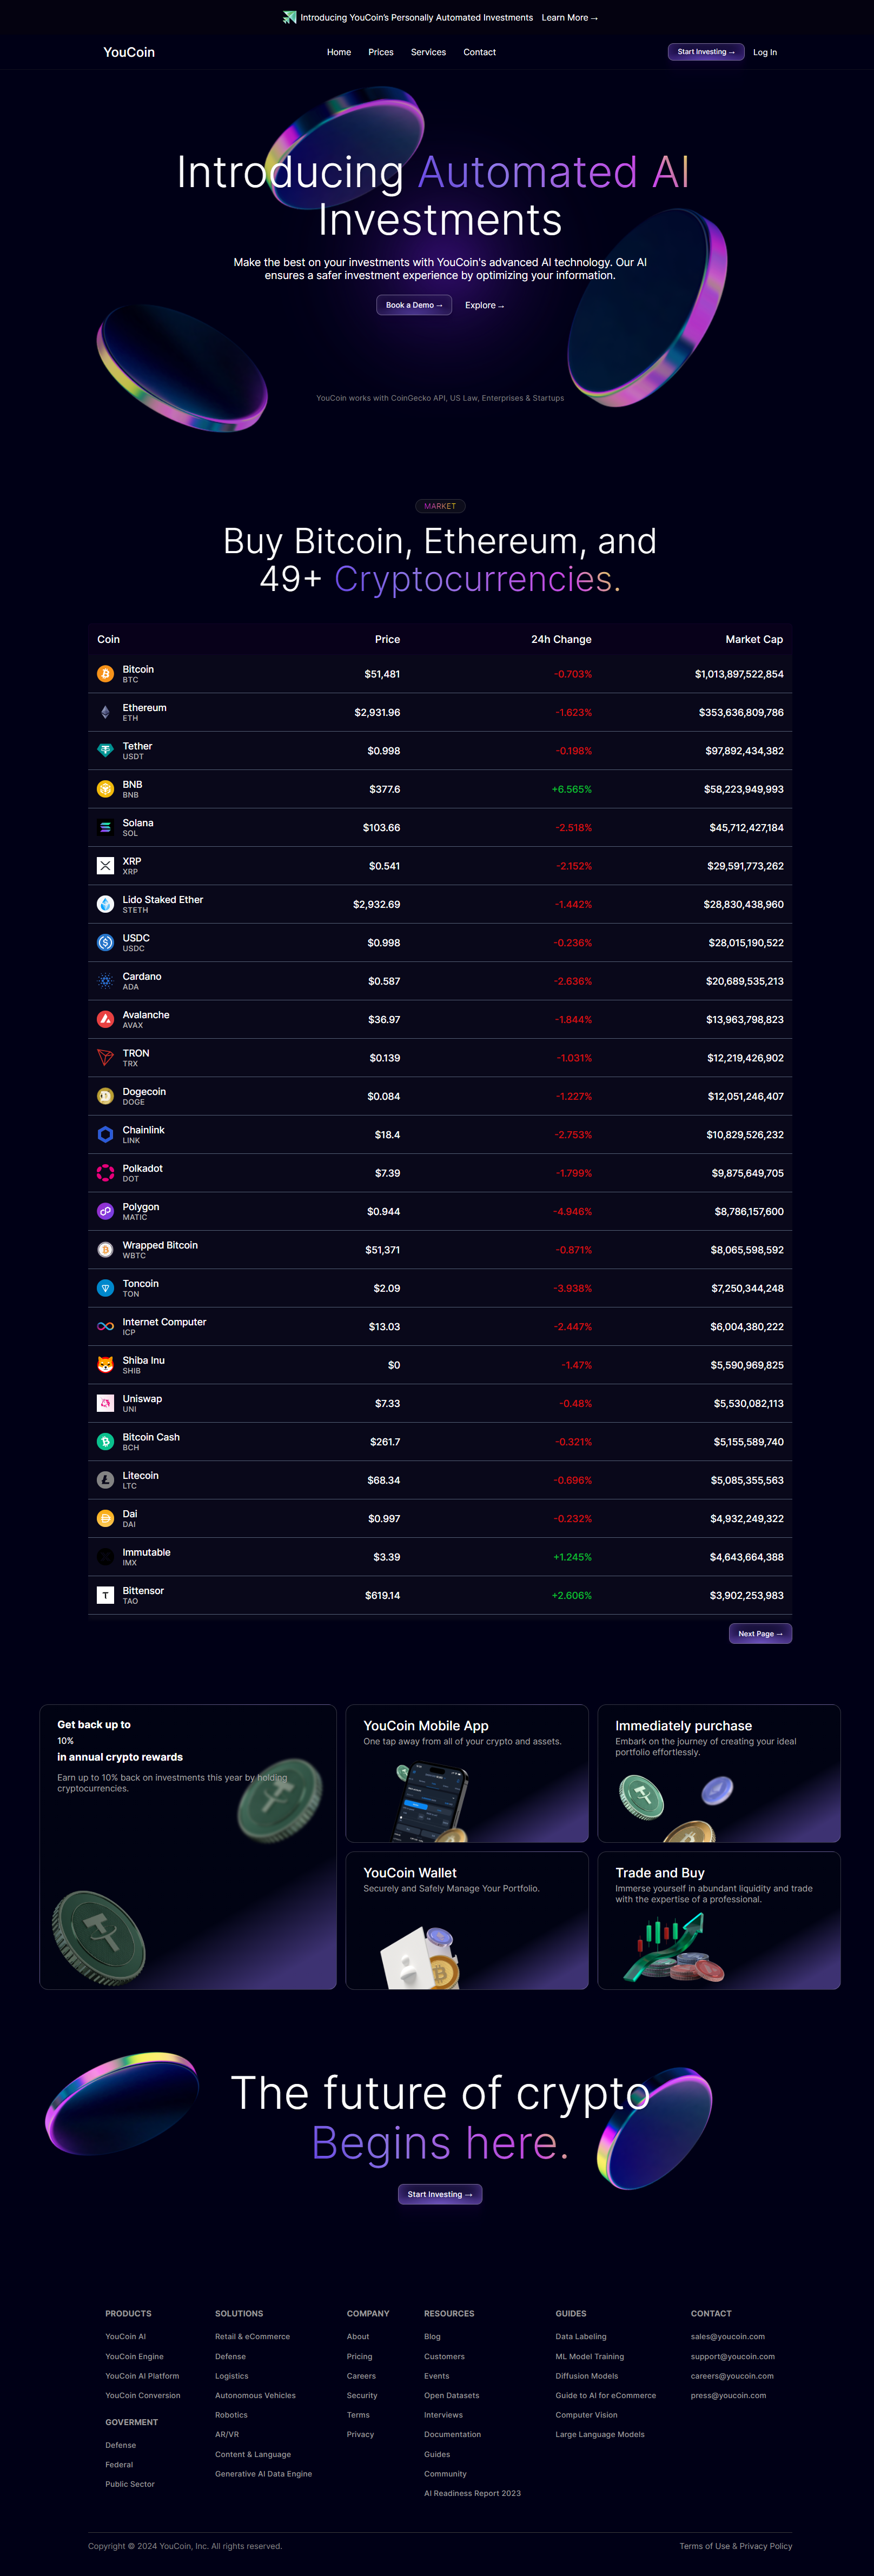 Introducing YouCoin's Personally Automated Investments Learn More →
YouCoin Home Prices Services Contact Start Investing → Log In
Introducing Automated AI
Investments
Make the best on your investments with YouCoin's advanced AI technology. Our AI
ensures a safer investment experience by optimizing your information.
Book a Demo → Explore →
YouCoin works with CoinGecko API, US Law, Enterprises & Startups
MARKET
Buy Bitcoin, Ethereum, and
49+ Cryptocurrencies.
Coin Price 24h Change Market Cap
Bitcoin
BTC
$51,481 -0.703% $1,013,897,522,854
Ethereum
ETH
$2,931.96 -1.623% $353,636,809,786
Tether
USDT
$0.998 -0.198% $97,892,434,382
BNB
BNB
$377.6 +6.565% $58,223,949,993
Solana
SOL
$103.66 -2.518% $45,712,427,184
XRP
XRP
$0.541 -2.152% $29,591,773,262
Lido Staked Ether
STETH
$2,932.69 -1.442% $28,830,438,960
USDC
USDC
$0.998 -0.236% $28,015,190,522
Cardano
ADA
$0.587 -2.636% $20,689,535,213
Avalanche
AVAX
$36.97 -1.844% $13,963,798,823
TRON
TRX
$0.139 -1.031% $12,219,426,902
Dogecoin
DOGE
$0.084 -1.227% $12,051,246,407
Chainlink
LINK
$18.4 -2.753% $10,829,526,232
Polkadot
DOT
$7.39 -1.799% $9,875,649,705
Polygon
MATIC
$0.944 -4.946% $8,786,157,600
Wrapped Bitcoin
WBTC
$51,371 -0.871% $8,065,598,592
Toncoin
TON
$2.09 -3.938% $7,250,344,248
Internet Computer
ICP
$13.03 -2.447% $6,004,380,222
Shiba Inu
SHIB
$0 -1.47% $5,590,969,825
Uniswap
UNI
$7.33 -0.48% $5,530,082,113
Bitcoin Cash
BCH
$261.7 -0.321% $5,155,589,740
Litecoin
LTC
$68.34 -0.696% $5,085,355,563
Dai
DAI
$0.997 -0.232% $4,932,249,322
Immutable
IMX
$3.39 +1.245% $4,643,664,388
Bittensor
TAO
$619.14 +2.606% $3,902,253,983
Next Page →
Get back up to
10%
in annual crypto rewards
Earn up to 10% back on investments this year by holding
cryptocurrencies.
YouCoin Mobile App
One tap away from all of your crypto and assets.
Immediately purchase
Embark on the journey of creating your ideal
portfolio effortlessly.
YouCoin Wallet
Securely and Safely Manage Your Portfolio.
Trade and Buy
Immerse yourself in abundant liquidity and trade
with the expertise of a professional.
The future of crypto
Begins here.
Start Investing →
PRODUCTS
YouCoin AI
YouCoin Engine
YouCoin AI Platform
YouCoin Conversion
GOVERMENT
Defense
Federal
Public Sector
SOLUTIONS
Retail & eCommerce
Defense
Logistics
Autonomous Vehicles
Robotics
AR/VR
Content & Language
Generative AI Data Engine
COMPANY
About
Pricing
Careers
Security
Terms
Privacy
RESOURCES
Blog
Customers
Events
Open Datasets
Interviews
Documentation
Guides
Community
AI Readiness Report 2023
GUIDES
Data Labeling
ML Model Training
Diffusion Models
Guide to AI for eCommerce
Computer Vision
Large Language Models
CONTACT
sales@youcoin.com
support@youcoin.com
careers@youcoin.com
press@youcoin.com
Copyright © 2024 YouCoin, Inc. All rights reserved.
Terms of Use & Privacy Policy